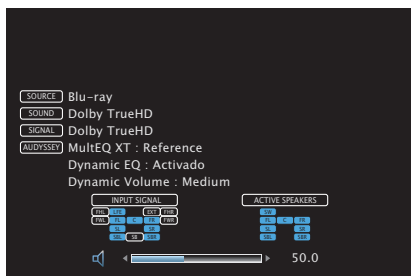 SOURCE Blu-ray
SOUND Dolby TrueHD
SIGNAL Dolby TrueHD
AUDYSSEY MultEQ XT : Reference
Dynamic EQ : Activado
Dynamic Volume : Medium
INPUT SIGNAL ACTIVE SPEAKERS
FHL LFE EXT FHR SW
FWL FL C FR FWR FL C FR
SL SR SL SR
SBL SB SBR SBL SBR
50.0